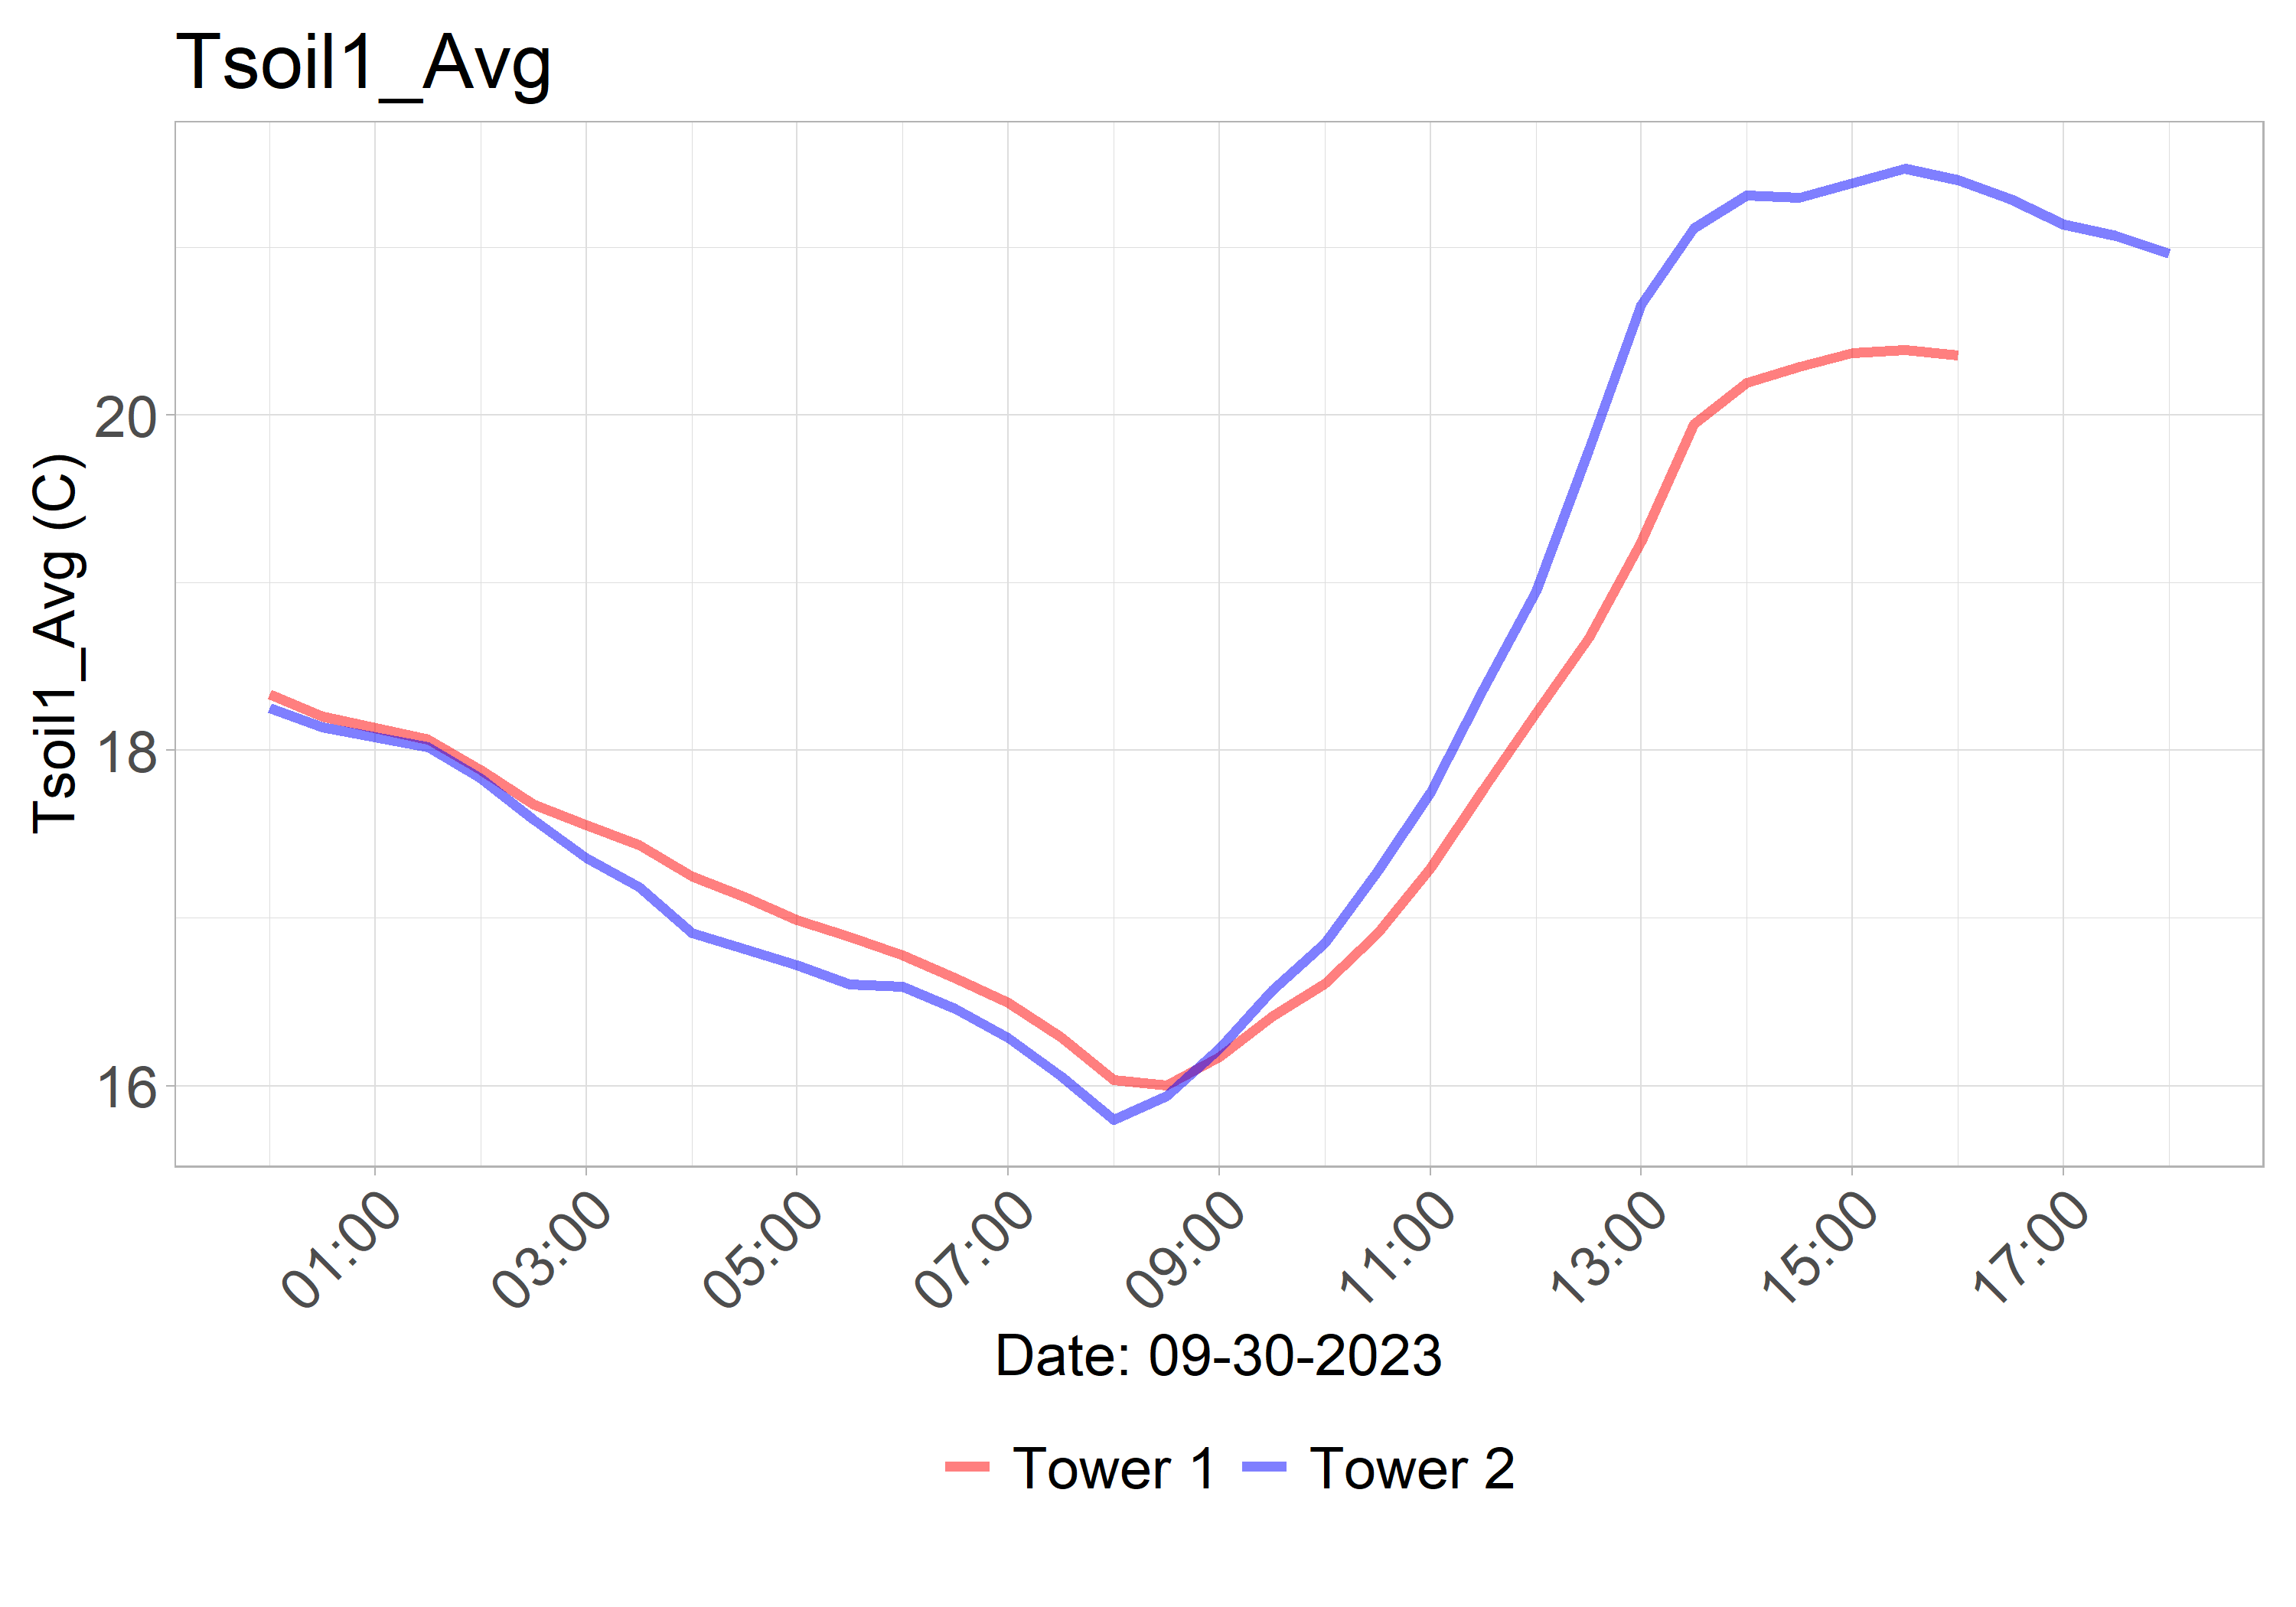 Tsoil1_Avg
Tsoil1_Avg (C)
20
18
16
01:00 03:00 05:00 07:00 09:00 11:00 13:00 15:00 17:00
Date: 09-30-2023
Tower 1 Tower 2